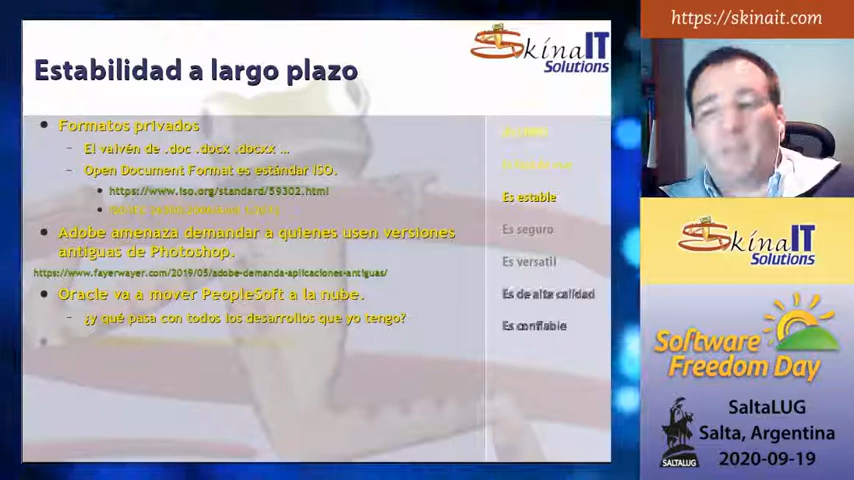 https://skinait.com
SkínaIT
Solutions
Estabilidad a largo plazo
Formatos privados
El vaivén de .doc .docx .docxx ...
Open Document Format es estándar ISO.
https://www.iso.org/standard/59302.html
Adobe amenaza demandar a quienes usen versiones
antiguas de Photoshop.
https://www.fayerwayer.com/2019/05/adobe-demanda-aplicaciones-antiguas/
Oracle va a mover PeopleSoft a la nube.
¿y qué pasa con todos los desarrollos que yo tengo?
Es estable
Es seguro
Es versatil
Es de alta calidad
Es confiable
SkínaIT
Solutions
Software
Freedom Day
SaltaLUG
Salta, Argentina
2020-09-19
SALTALUG